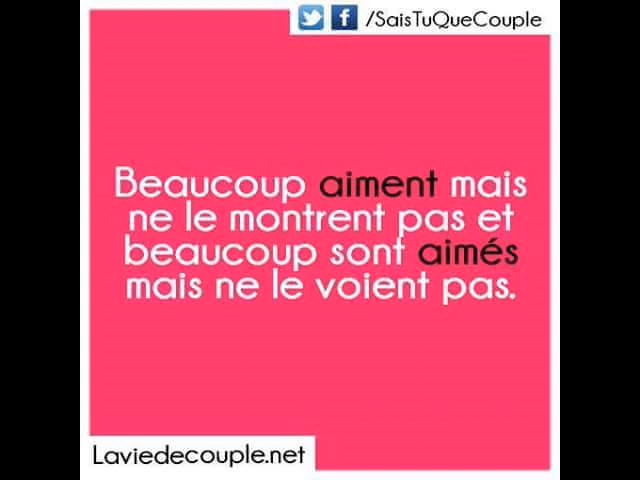 /SaisTuQueCouple
Beaucoup aiment mais
ne le montrent pas et
beaucoup sont aimés
mais ne le voient pas.
Laviedecouple.net